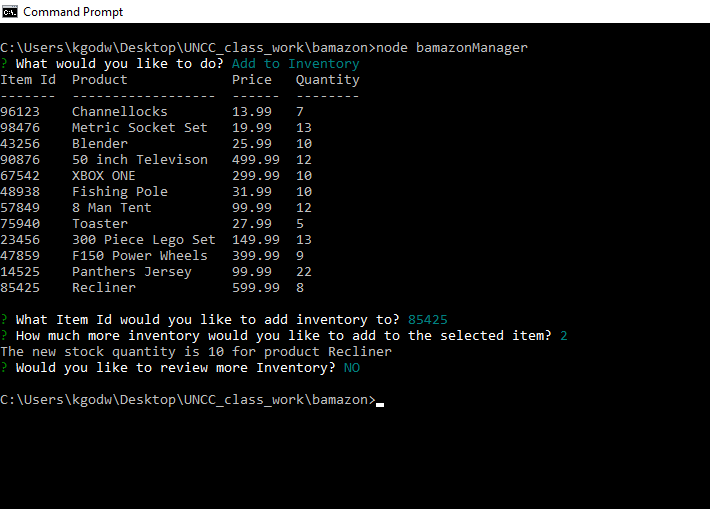 Command Prompt
C:\Users\kgodw\Desktop\UNCC_class_work\bamazon>node bamazonManager
? What would you like to do? Add to Inventory
Item Id  Product             Price   Quantity
-------  ------------------  ------  --------
96123    Channellocks        13.99   7
98476    Metric Socket Set   19.99   13
43256    Blender             25.99   10
90876    50 inch Televison   499.99  12
67542    XBOX ONE            299.99  10
48938    Fishing Pole        31.99   10
57849    8 Man Tent          99.99   12
75940    Toaster             27.99   5
23456    300 Piece Lego Set  149.99  13
47859    F150 Power Wheels   399.99  9
14525    Panthers Jersey     99.99   22
85425    Recliner            599.99  8
? What Item Id would you like to add inventory to? 85425
? How much more inventory would you like to add to the selected item? 2
The new stock quantity is 10 for product Recliner
? Would you like to review more Inventory? NO
C:\Users\kgodw\Desktop\UNCC_class_work\bamazon>